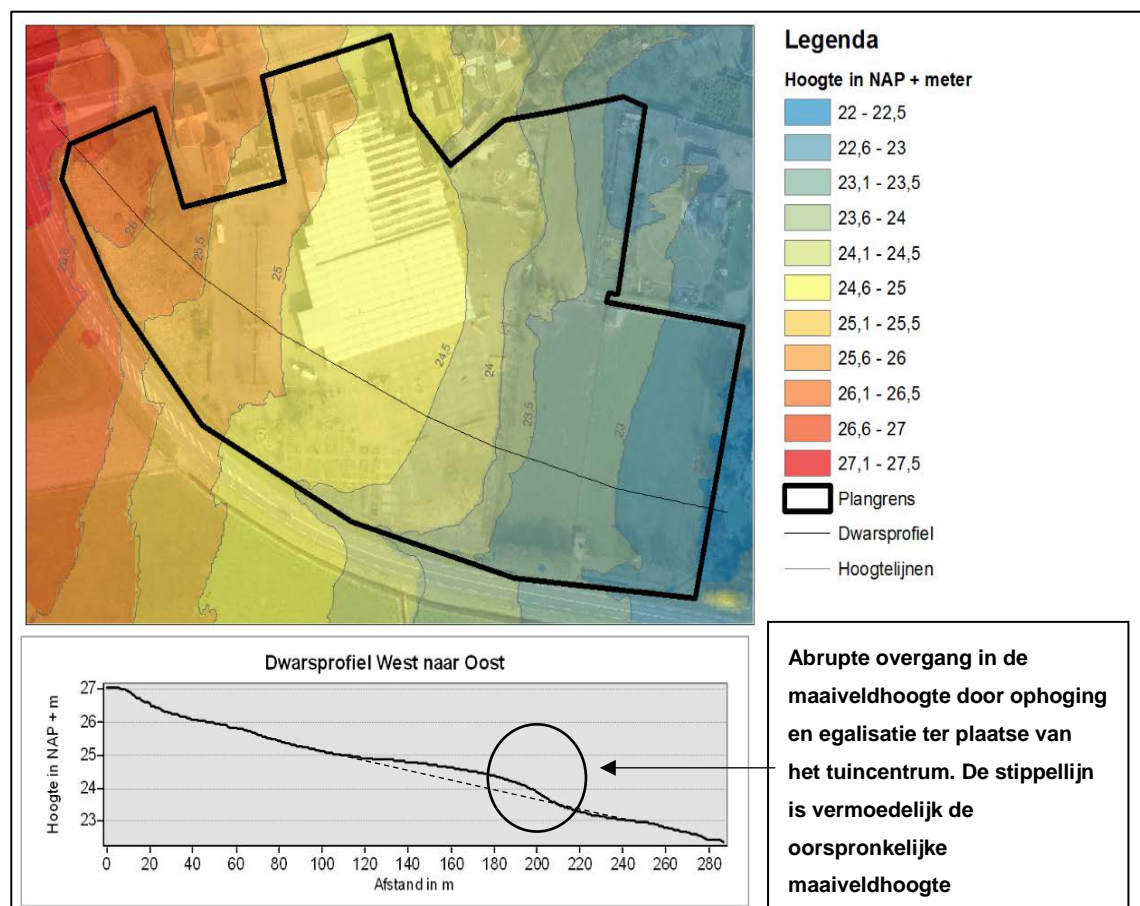 Legenda
Hoogte in NAP + meter
22 - 22,5
22,6 - 23
23,1 - 23,5
23,6 - 24
24,1 - 24,5
24,6 - 25
25,1 - 25,5
25,6 - 26
26,1 - 26,5
26,6 - 27
27,1 - 27,5
Plangrens
Dwarsprofiel
Hoogtelijnen
26,5
26
25,5
25
24,5
24
23,5
23
Dwarsprofiel West naar Oost
Hoogte in NAP + m
27
26
25
24
23
0 20 40 60 80 100 120 140 160 180 200 220 240 260 280
Afstand in m
Abrupte overgang in de
maaiveldhoogte door ophoging
en egalisatie ter plaatse van
het tuincentrum. De stippellijn
is vermoedelijk de
oorspronkelijke
maaiveldhoogte